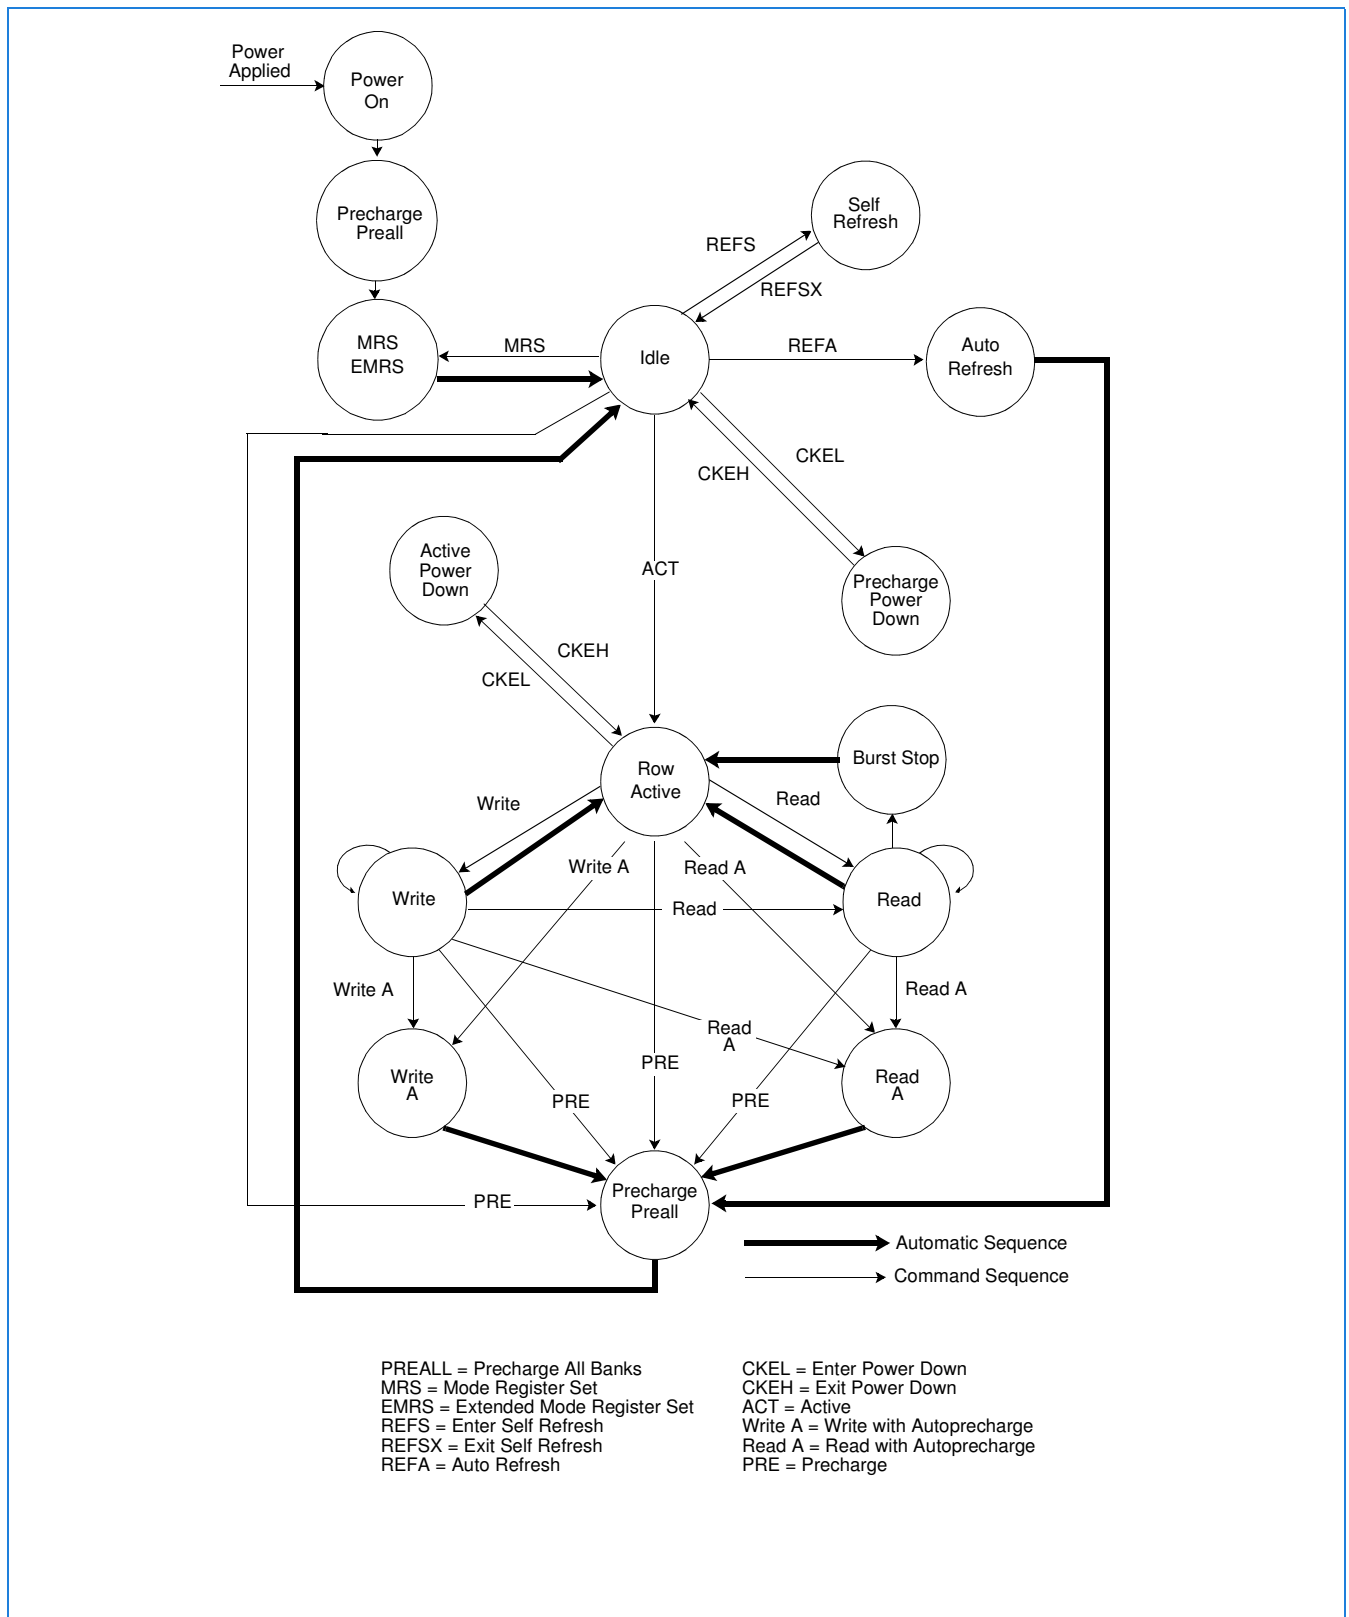 Power
Applied
Power
On
Precharge
Preall
Self
Refresh
REFS
REFSX
MRS
EMRS
MRS
Idle
REFA
Auto
Refresh
CKEL
CKEH
Active
Power
Down
ACT
Precharge
Power
Down
CKEH
CKEL
Row
Active
Burst Stop
Write
Read
Write A
Read A
Write
Read
Read
Write A
Read A
Read
A
Write
A
PRE
PRE
PRE
Read
A
Precharge
Preall
PRE
Automatic Sequence
Command Sequence
PREALL = Precharge All Banks
MRS = Mode Register Set
EMRS = Extended Mode Register Set
REFS = Enter Self Refresh
REFSX = Exit Self Refresh
REFA = Auto Refresh
CKEL = Enter Power Down
CKEH = Exit Power Down
ACT = Active
Write A = Write with Autoprecharge
Read A = Read with Autoprecharge
PRE = Precharge